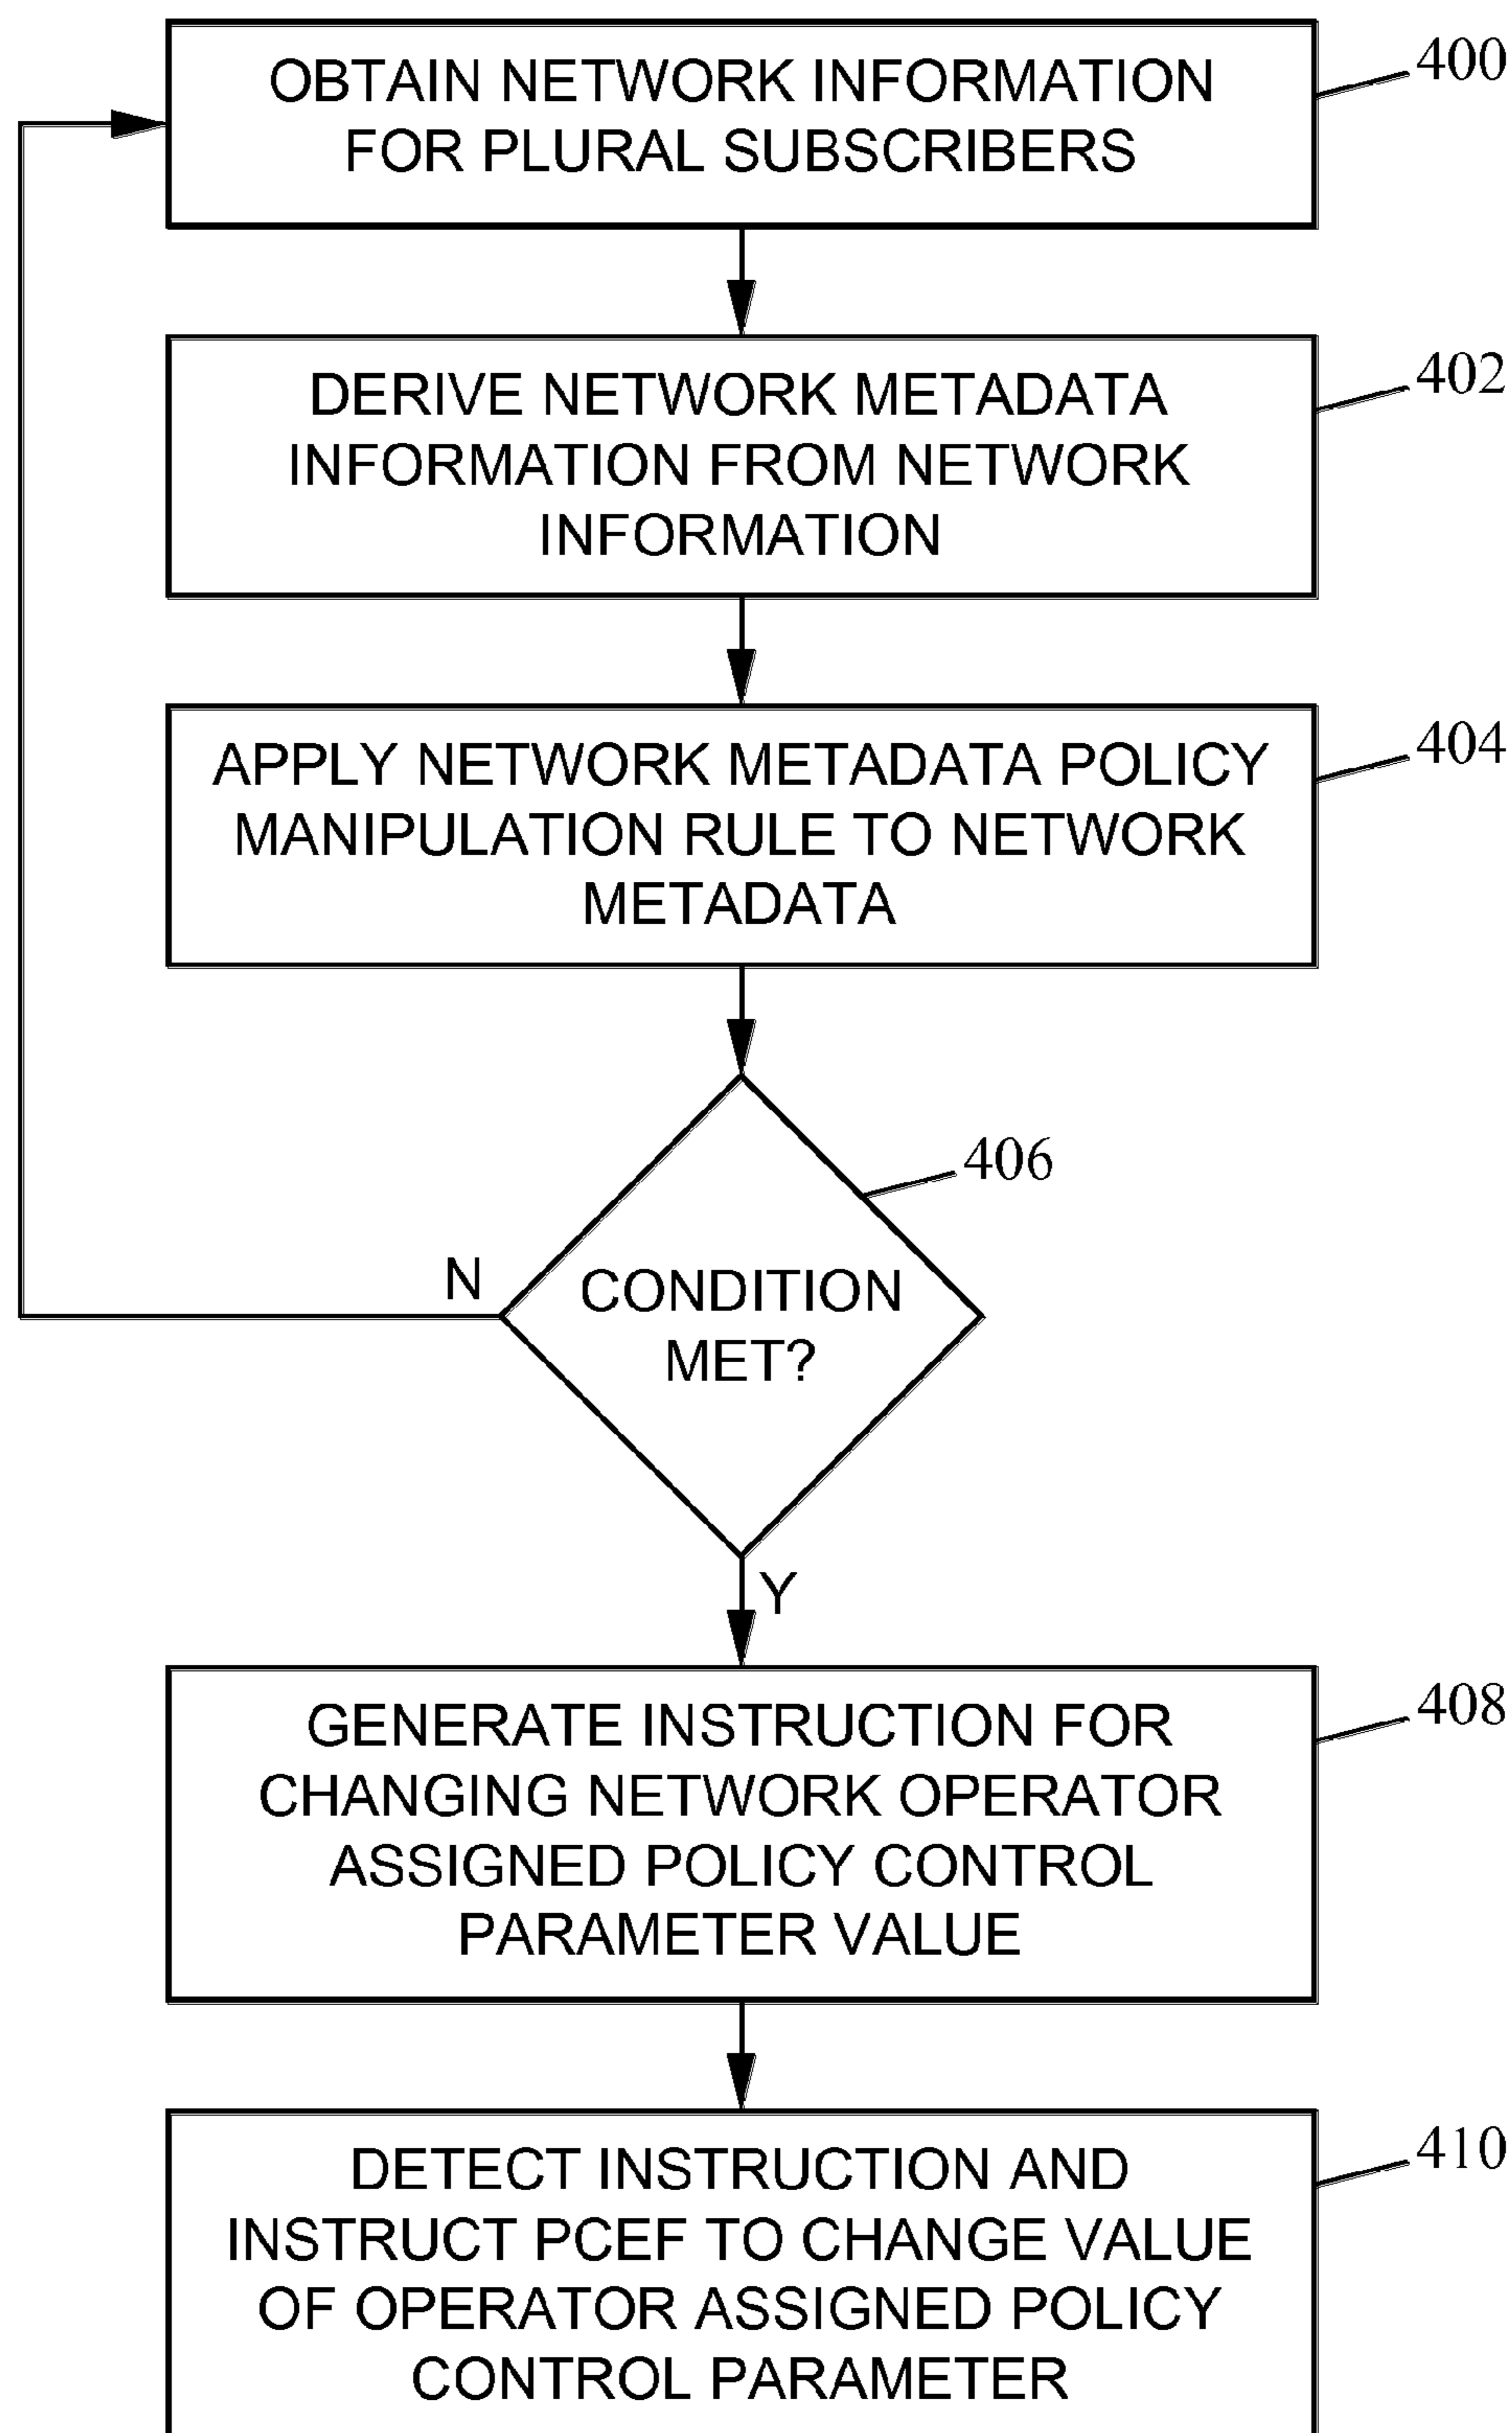 OBTAIN NETWORK INFORMATION
FOR PLURAL SUBSCRIBERS
400
DERIVE NETWORK METADATA
INFORMATION FROM NETWORK
INFORMATION
402
APPLY NETWORK METADATA POLICY
MANIPULATION RULE TO NETWORK
METADATA
404
406
N
CONDITION
MET?
Y
GENERATE INSTRUCTION FOR
CHANGING NETWORK OPERATOR
ASSIGNED POLICY CONTROL
PARAMETER VALUE
408
DETECT INSTRUCTION AND
INSTRUCT PCEF TO CHANGE VALUE
OF OPERATOR ASSIGNED POLICY
CONTROL PARAMETER
410